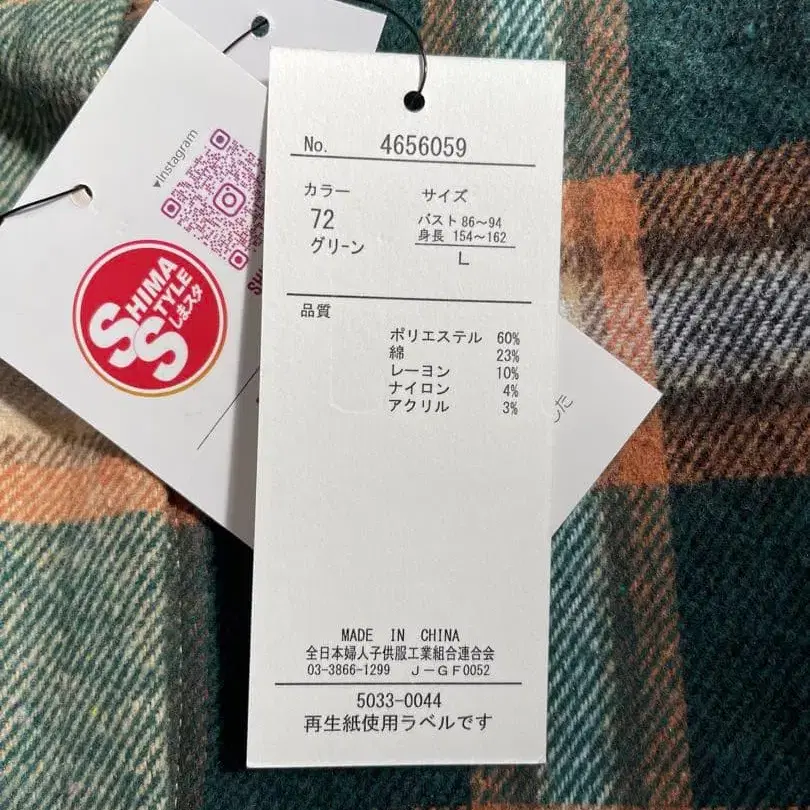 ▼Instagram
SHIMA
STYLE
しまスタ
SS
No. 4656059
カラー サイズ
72 バスト 86〜94
グリーン 身長 154〜162
L
品質
ポリエステル 60%
綿 23%
レーヨン 10%
ナイロン 4%
アクリル 3%
した
MADE IN CHINA
全日本婦人子供服工業組合連合会
03-3866-1299 J-GF0052
5033-0044
再生紙使用ラベルです